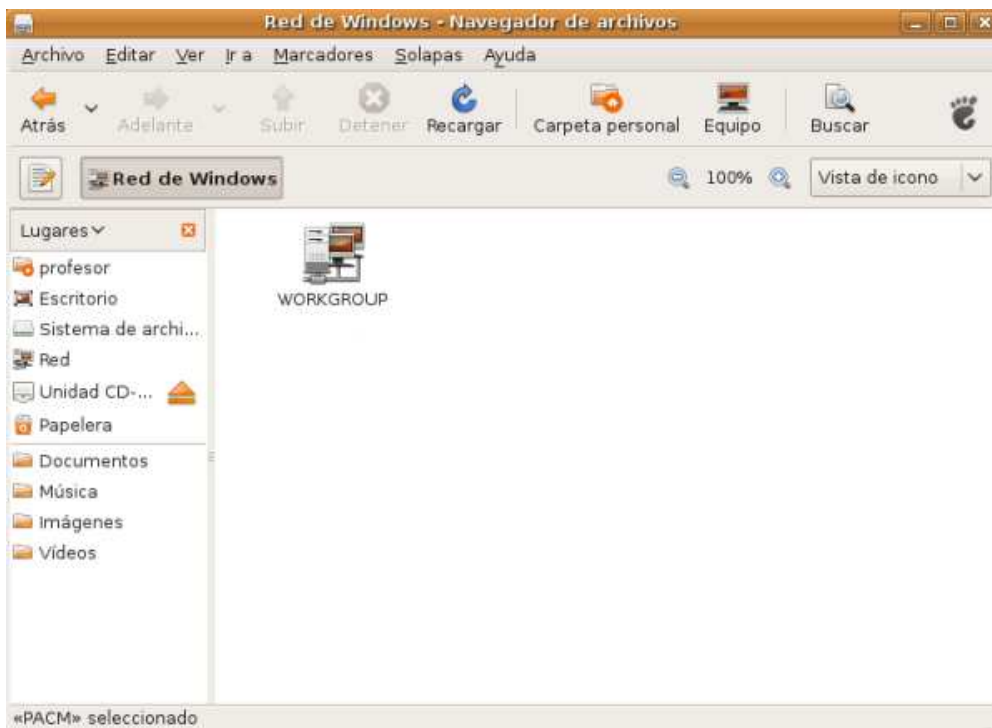 Red de Windows - Navegador de archivos
Archivo Editar Ver Ir a Marcadores Solapas Ayuda
Atrás Adelante Subir Detener Recargar Carpeta personal Equipo Buscar
Red de Windows 100% Vista de icono
Lugares
profesor
Escritorio
Sistema de archi...
Red
Unidad CD-...
Papelera
Documentos
Música
Imágenes
Vídeos
WORKGROUP
«PACM» seleccionado